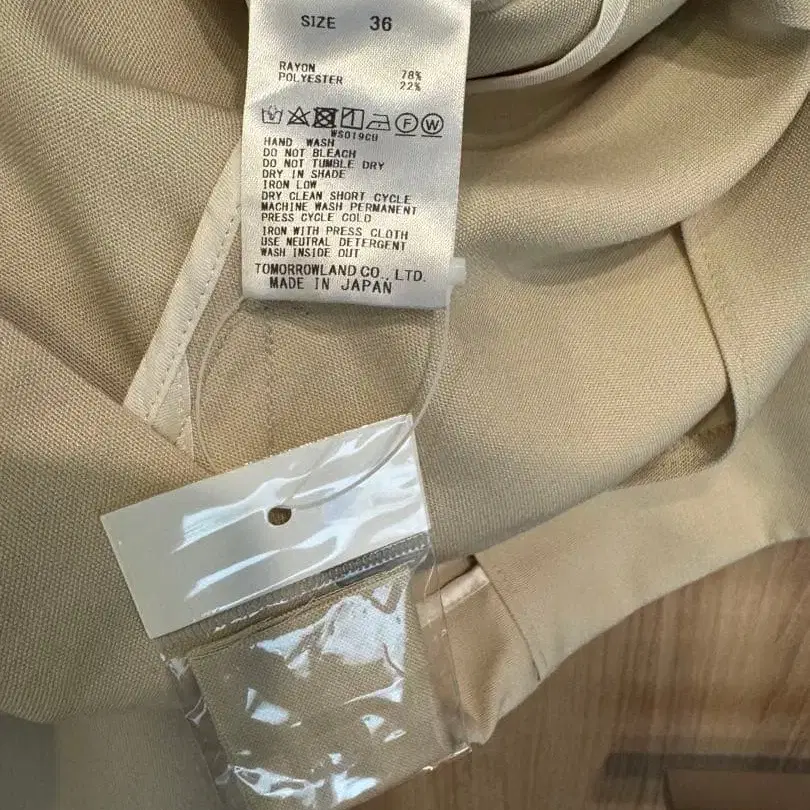 SIZE 36
RAYON 78%
POLYESTER 22%
F W
WS019CU
HAND WASH
DO NOT BLEACH
DO NOT TUMBLE DRY
DRY IN SHADE
IRON LOW
DRY CLEAN SHORT CYCLE
MACHINE WASH PERMANENT
PRESS CYCLE COLD
IRON WITH PRESS CLOTH
USE NEUTRAL DETERGENT
WASH INSIDE OUT
TOMORROWLAND CO., LTD.
MADE IN JAPAN